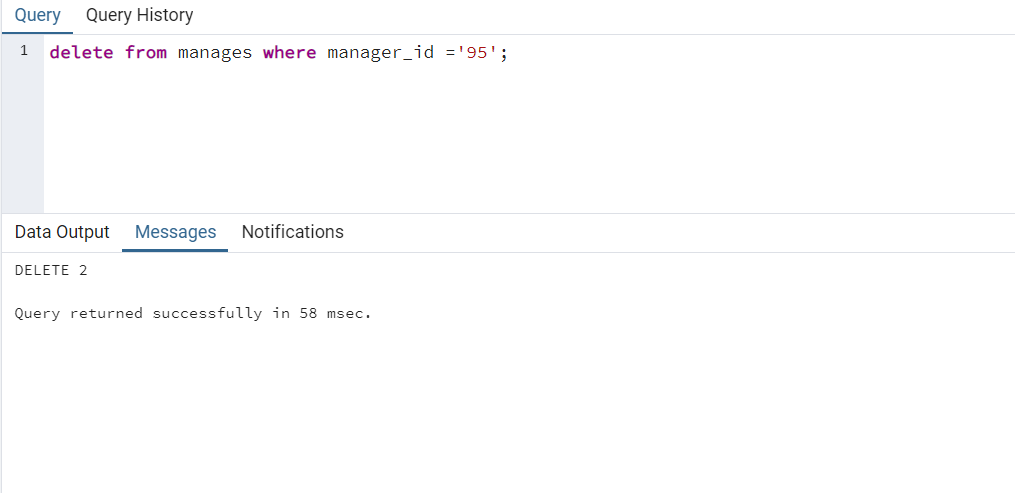 Query Query History
1 delete from manages where manager_id ='95';
Data Output Messages Notifications
DELETE 2
Query returned successfully in 58 msec.